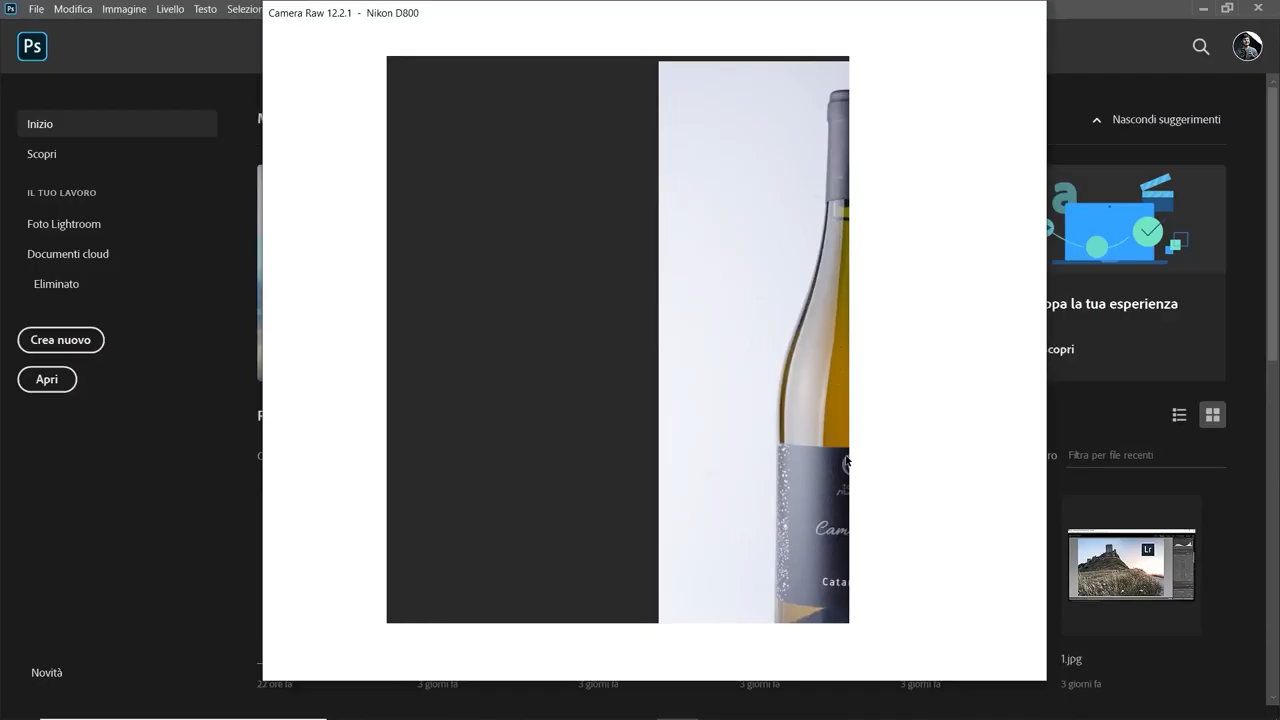 Ps File Modifica Immagine Livello Testo Selezion
Camera Raw 12.2.1 - Nikon D800
Ps
Inizio
Scopri
IL TUO LAVORO
Foto Lightroom
Documenti cloud
Eliminato
Crea nuovo
Apri
Novità
Nascondi suggerimenti
opa la tua esperienza
copri
Filtra per file recenti
Lr
1.jpg
22 ore fa
3 giorni fa
3 giorni fa
3 giorni fa
3 giorni fa
3 giorni fa
Cam
Cata